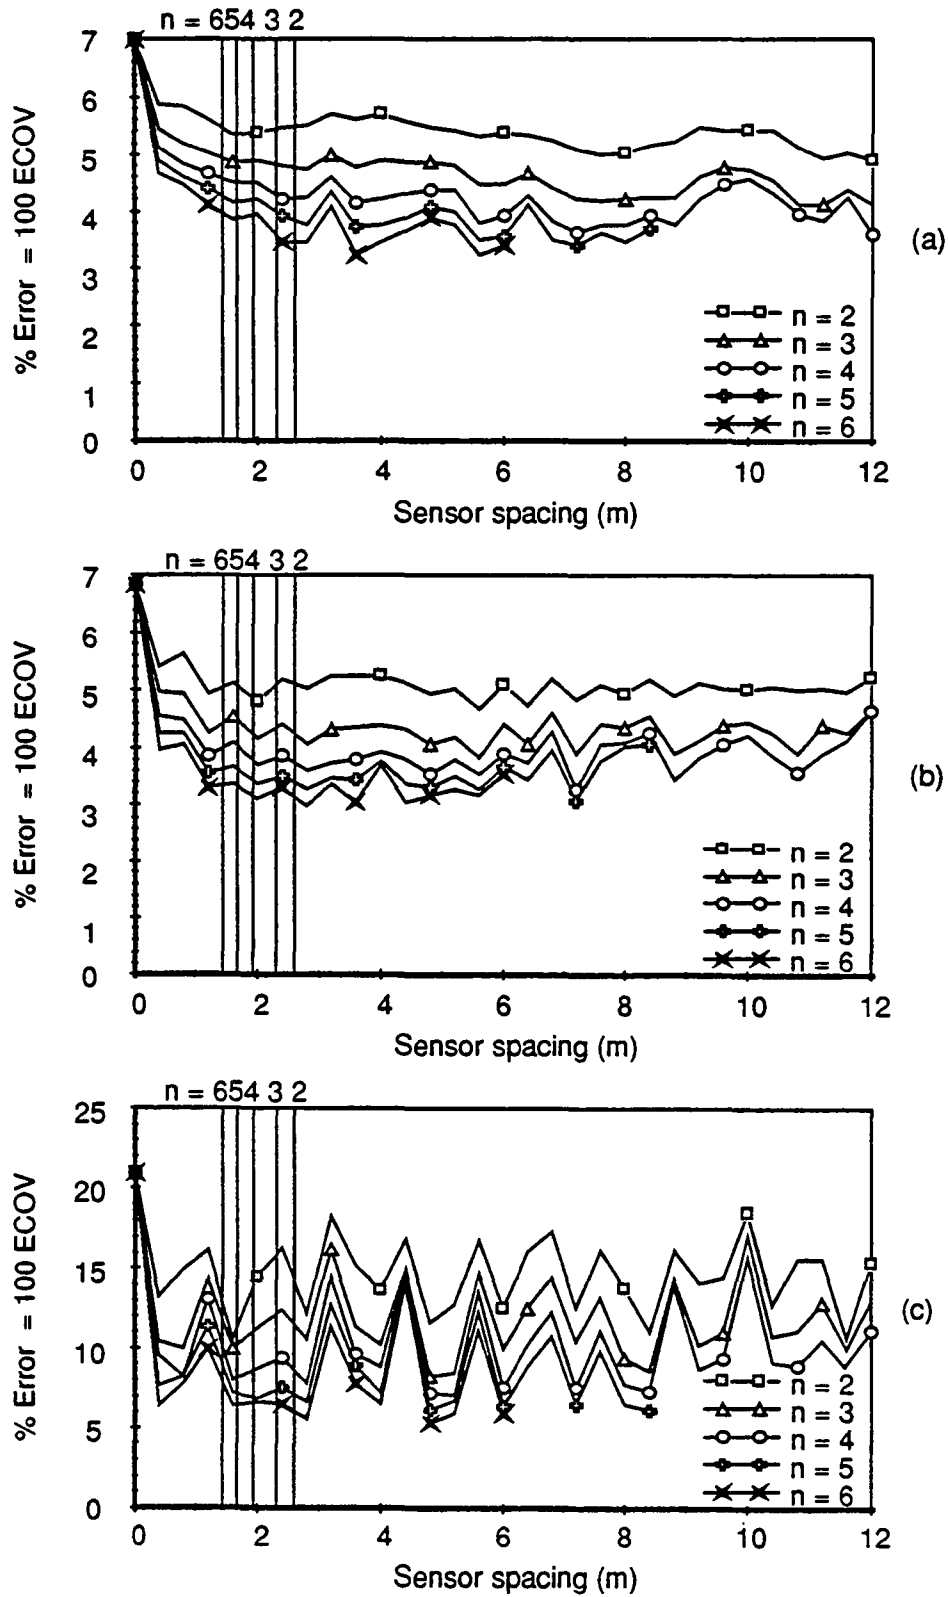 n = 654 3 2
% Error = 100 ECOV
7
6
5
4
3
2
1
0
0 2 4 6 8 10 12
Sensor spacing (m)
(a)
n = 2
n = 3
n = 4
n = 5
n = 6
n = 654 3 2
% Error = 100 ECOV
7
6
5
4
3
2
1
0
0 2 4 6 8 10 12
Sensor spacing (m)
(b)
n = 2
n = 3
n = 4
n = 5
n = 6
n = 654 3 2
% Error = 100 ECOV
25
20
15
10
5
0
0 2 4 6 8 10 12
Sensor spacing (m)
(c)
n = 2
n = 3
n = 4
n = 5
n = 6